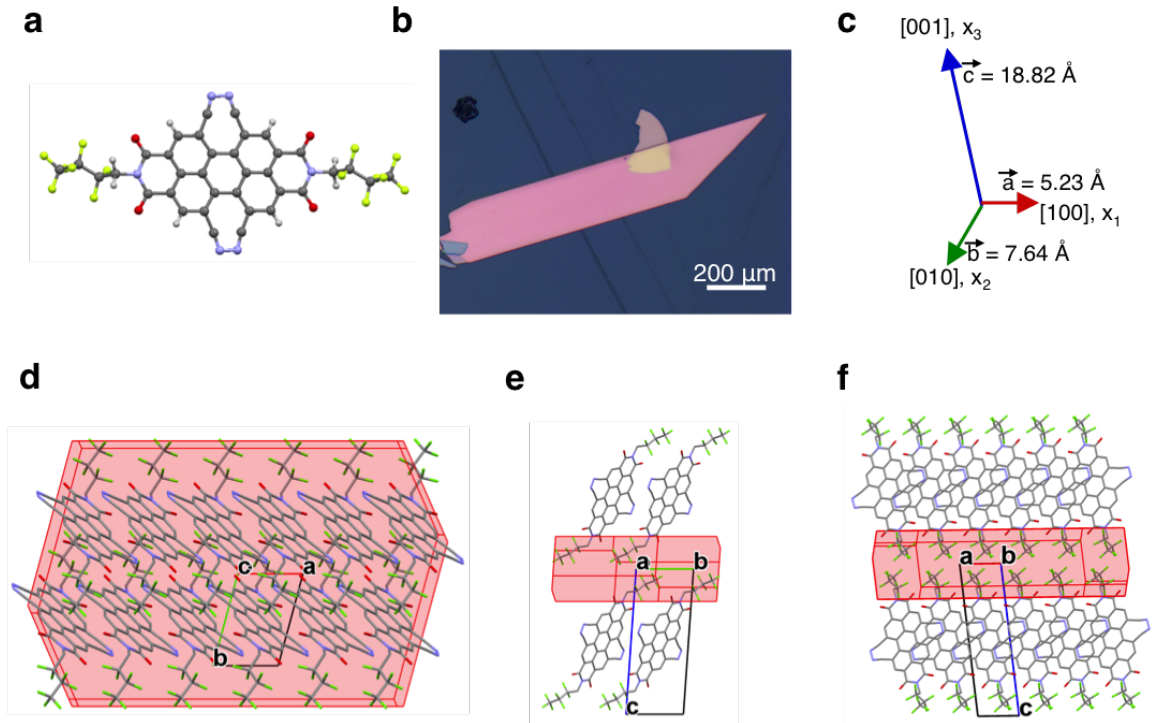 a
b
c
[001], x₃
c = 18.82 Å
a = 5.23 Å
[100], x₁
b = 7.64 Å
[010], x₂
200 µm
d
e
f
c a
b
a b
c
a b
c